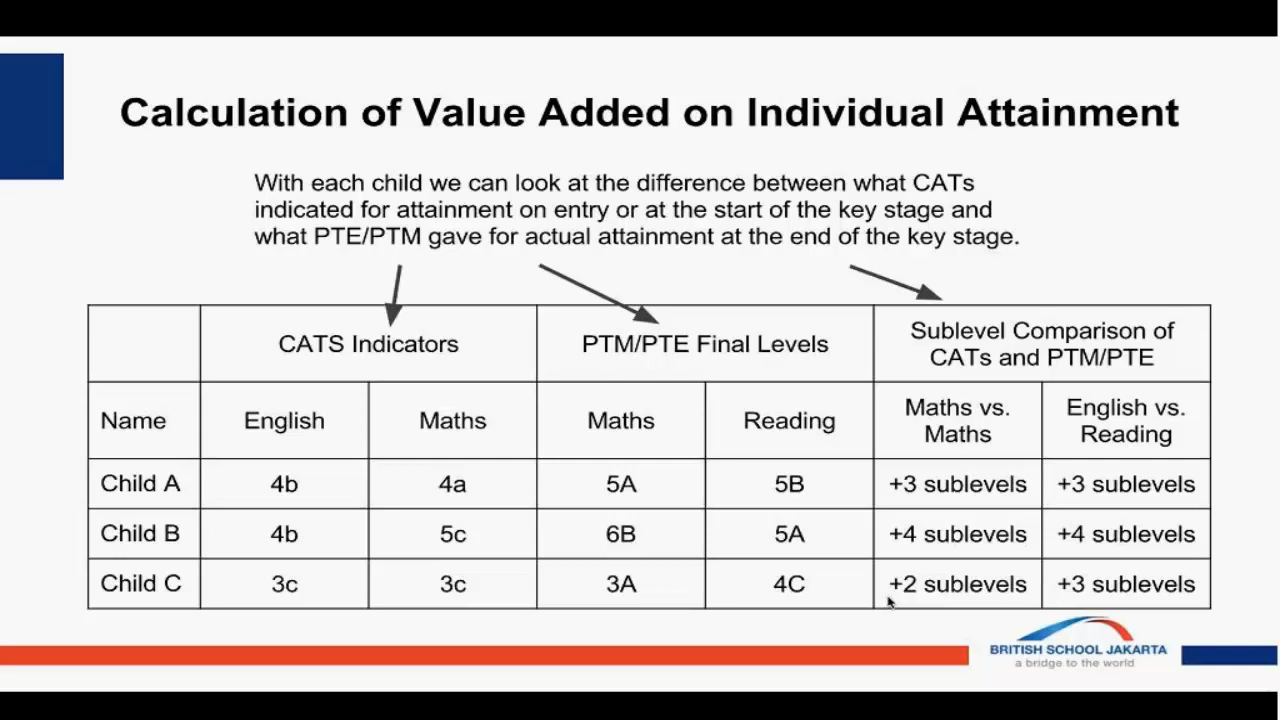 Calculation of Value Added on Individual Attainment
With each child we can look at the difference between what CATs
indicated for attainment on entry or at the start of the key stage and
what PTE/PTM gave for actual attainment at the end of the key stage.
CATS Indicators
PTM/PTE Final Levels
Sublevel Comparison of
CATs and PTM/PTE
Name
English
Maths
Maths
Reading
Maths vs.
Maths
English vs.
Reading
Child A
4b
4a
5A
5B
+3 sublevels
+3 sublevels
Child B
4b
5c
6B
5A
+4 sublevels
+4 sublevels
Child C
3c
3c
3A
4C
+2 sublevels
+3 sublevels
BRITISH SCHOOL JAKARTA
a bridge to the world